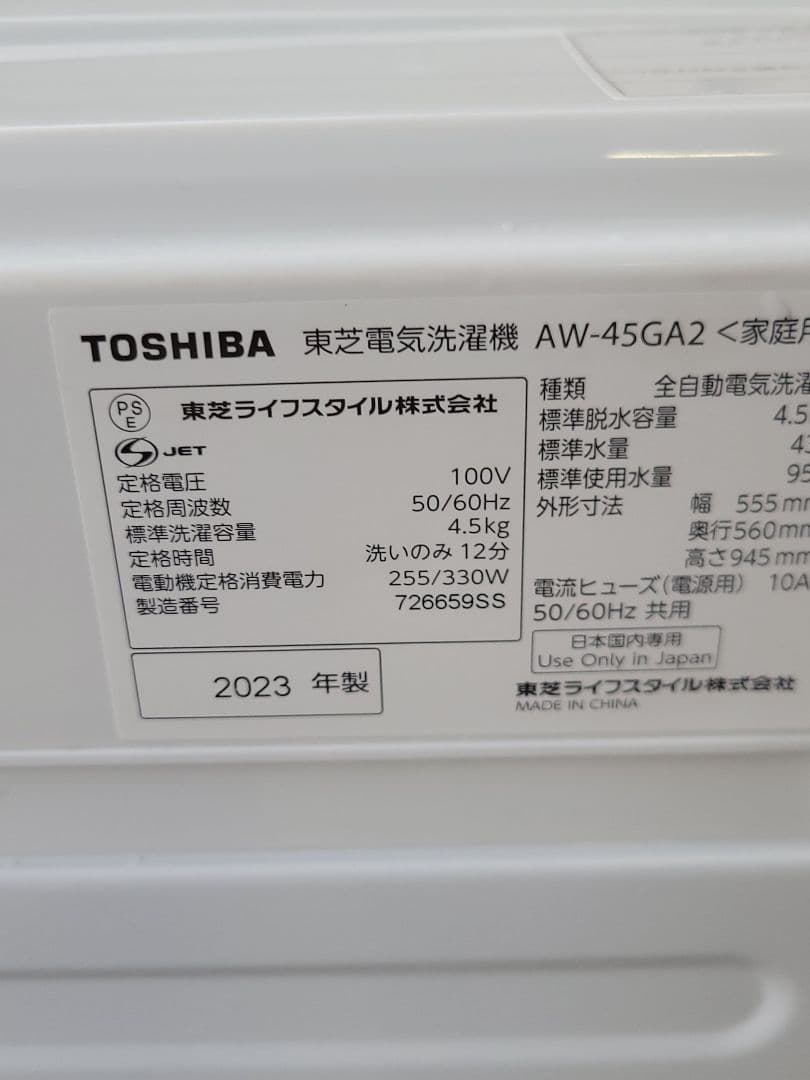 TOSHIBA 東芝電気洗濯機 AW-45GA2 <家庭用
PSE 東芝ライフスタイル株式会社
S JET
定格電圧 100V
定格周波数 50/60Hz
標準洗濯容量 4.5kg
定格時間 洗いのみ 12分
電動機定格消費電力 255/330W
製造番号 726659SS
2023 年製
種類 全自動電気洗濯
標準脱水容量 4.5
標準水量 43
標準使用水量 95
外形寸法 幅 555mm
奥行560mm
高さ945mm
電流ヒューズ(電源用) 10A
50/60Hz 共用
日本国内専用
Use Only in Japan
東芝ライフスタイル株式会社
MADE IN CHINA